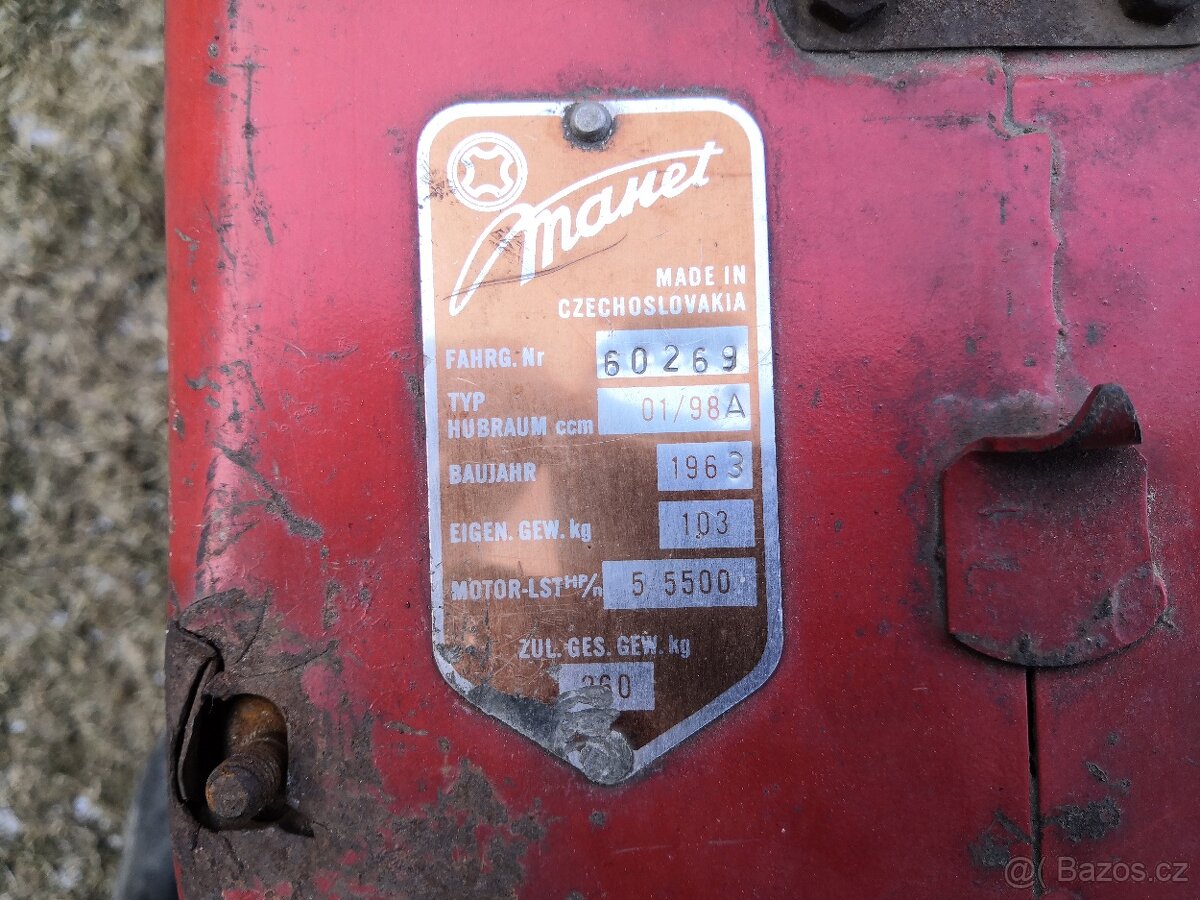 Manet
MADE IN
CZECHOSLOVAKIA
FAHRG. Nr 60269
TYP
HUBRAUM ccm 01/98A
BAUJAHR 1963
EIGEN. GEW. kg 103
MOTOR-LST HP/n 5/5500
ZUL. GES. GEW. kg
260
© Bazos.cz